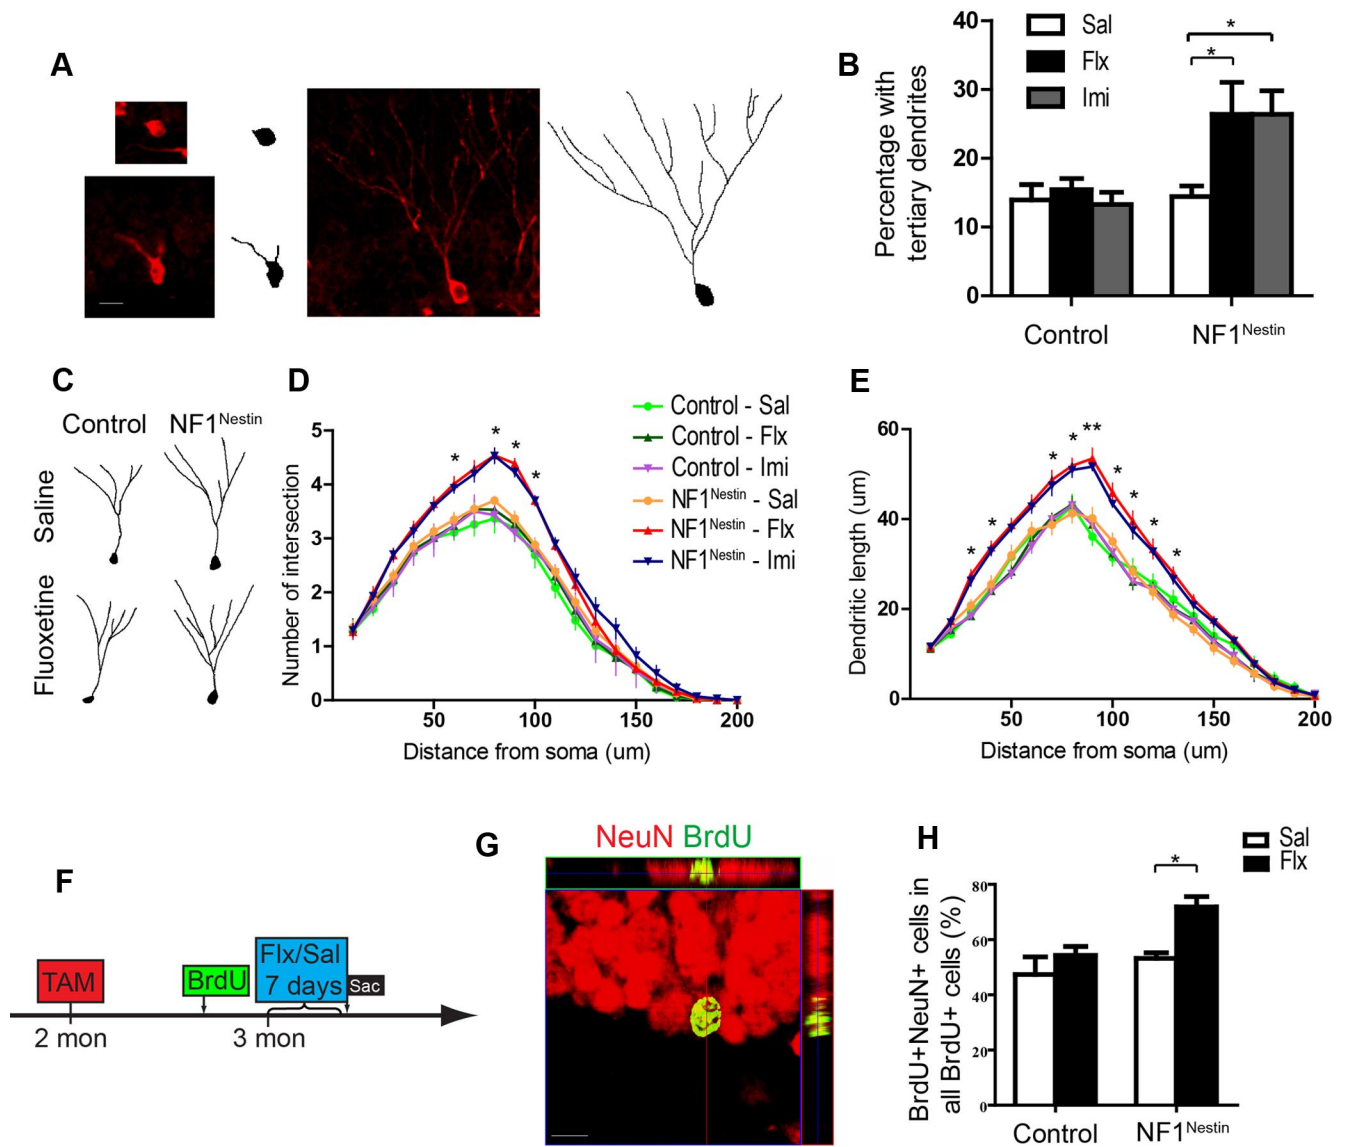 A
B
Percentage with
tertiary dendrites
40
30
20
10
0
Sal
Flx
Imi
*
*
Control
NF1Nestin
C
Control NF1Nestin
Saline
Fluoxetine
D
Number of intersection
5
4
3
2
1
0
* * * *
50 100 150 200
Distance from soma (um)
Control - Sal
Control - Flx
Control - Imi
NF1Nestin - Sal
NF1Nestin - Flx
NF1Nestin - Imi
E
Dendritic length (um)
60
40
20
0
* * * * ** * * * *
50 100 150 200
Distance from soma (um)
F
TAM
BrdU
Flx/Sal
7 days
Sac
2 mon
3 mon
G
NeuN BrdU
H
Sal
Flx
BrdU+NeuN+ cells in
all BrdU+ cells (%)
80
60
40
20
0
*
Control
NF1Nestin